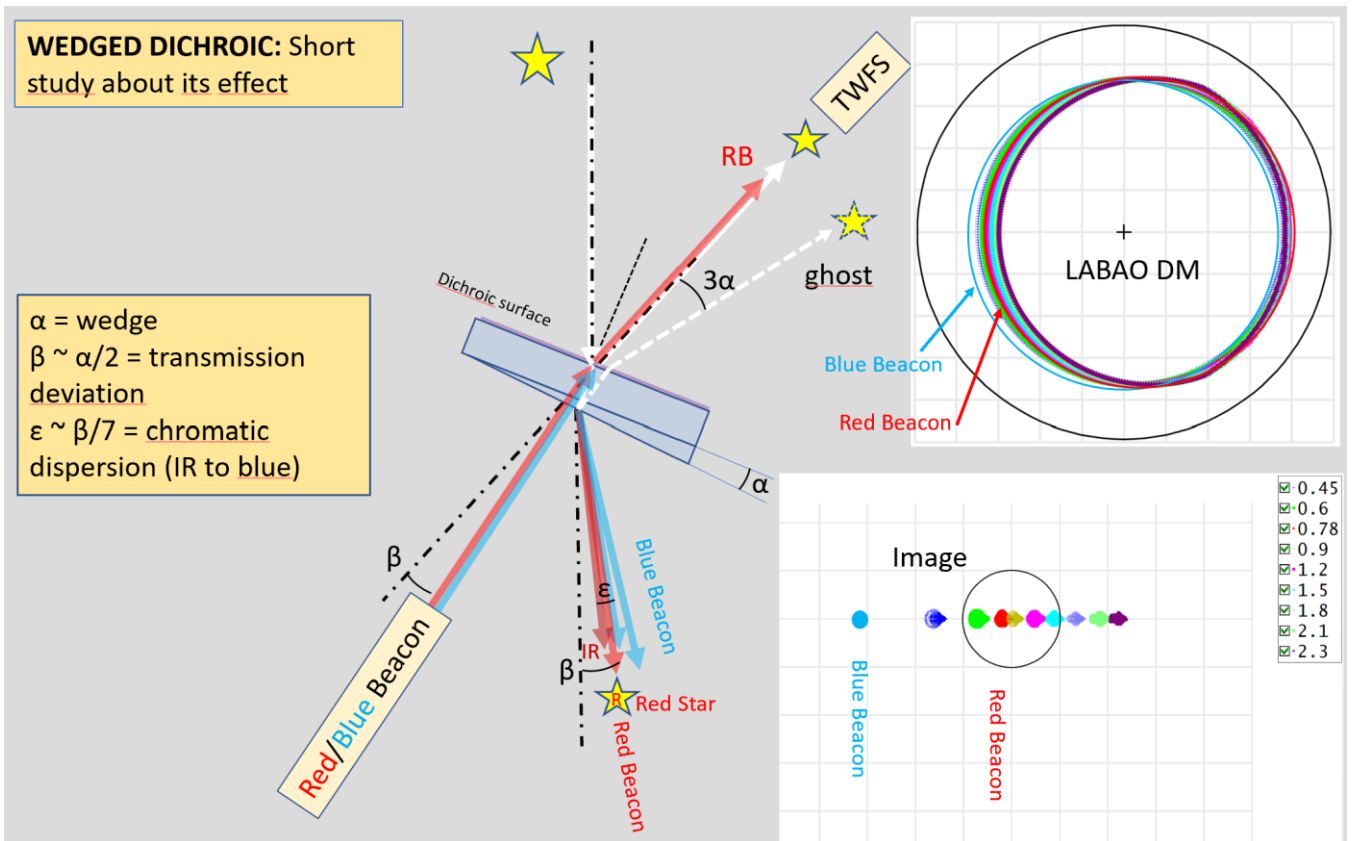 WEDGED DICHROIC: Short
study about its effect
TWFS
RB
3α
ghost
Dichroic surface
α = wedge
β ~ α/2 = transmission
deviation
ε ~ β/7 = chromatic
dispersion (IR to blue)
α
β
Red/Blue Beacon
ε
IR
β
Blue Beacon
R
Red Star
Red Beacon
LABAO DM
Blue Beacon
Red Beacon
Image
Blue Beacon
Red Beacon
0.45
0.6
0.78
0.9
1.2
1.5
1.8
2.1
2.3